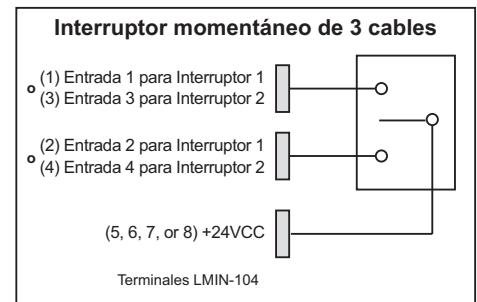 Interruptor momentáneo de 3 cables
o (1) Entrada 1 para Interruptor 1
(3) Entrada 3 para Interruptor 2
o (2) Entrada 2 para Interruptor 1
(4) Entrada 4 para Interruptor 2
(5, 6, 7, or 8) +24VCC
Terminales LMIN-104